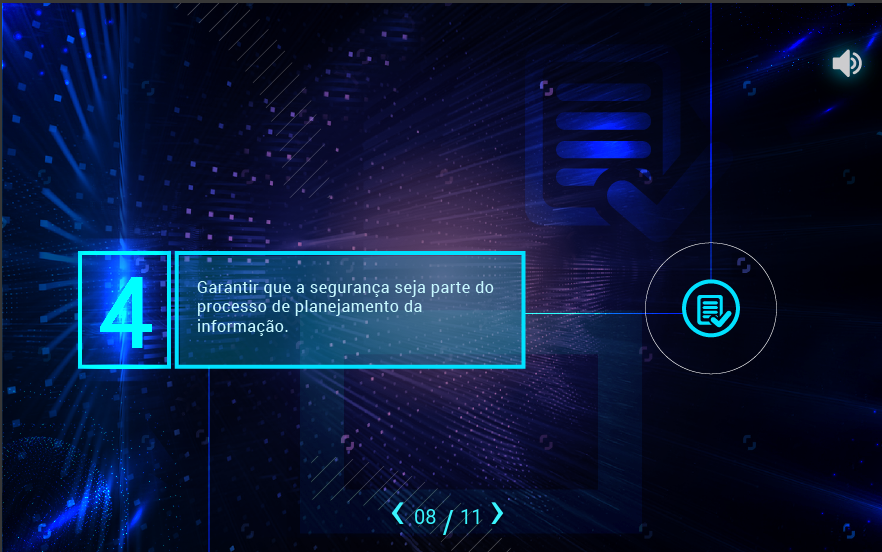 4
Garantir que a segurança seja parte do
processo de planejamento da
informação.
08 / 11